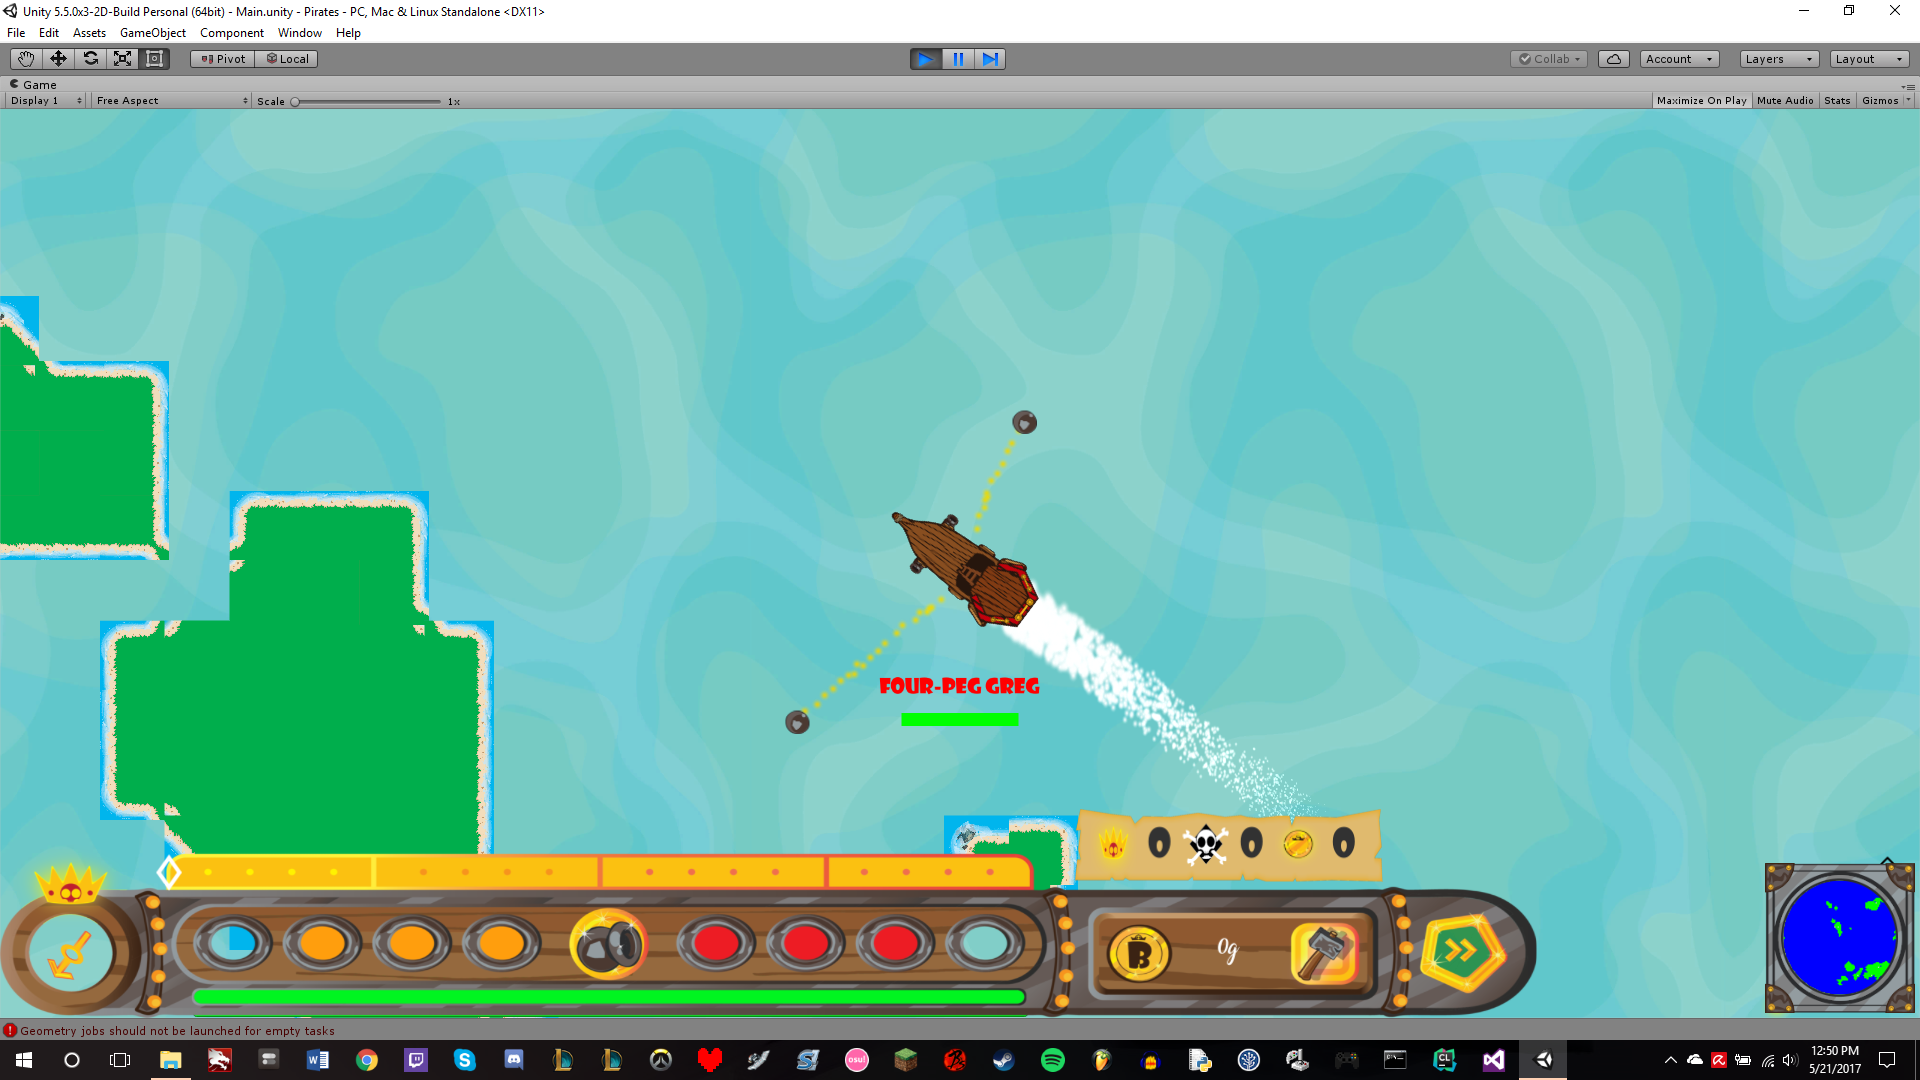 Unity 5.5.0x3-2D-Build Personal (64bit) - Main.unity - Pirates - PC, Mac & Linux Standalone <DX11>
File Edit Assets GameObject Component Window Help
Pivot Local Collab Account Layers Layout
Game
Display 1 Free Aspect Scale 1x Maximize On Play Mute Audio Stats Gizmos
FOUR-PEG GREG
0 0 0
B 0g
Geometry jobs should not be launched for empty tasks
W osu! CL
12:50 PM
5/21/2017